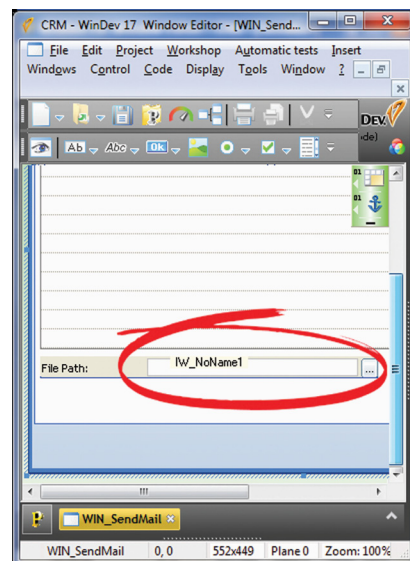 CRM - WinDev 17 Window Editor - [WIN_Send...
File Edit Project Workshop Automatic tests Insert
Windows Control Code Display Tools Window ?
DEV.
Ab Abc OK
01
01
IW_NoName1
File Path:
...
WIN_SendMail
WIN_SendMail 0, 0 552x449 Plane 0 Zoom: 100%